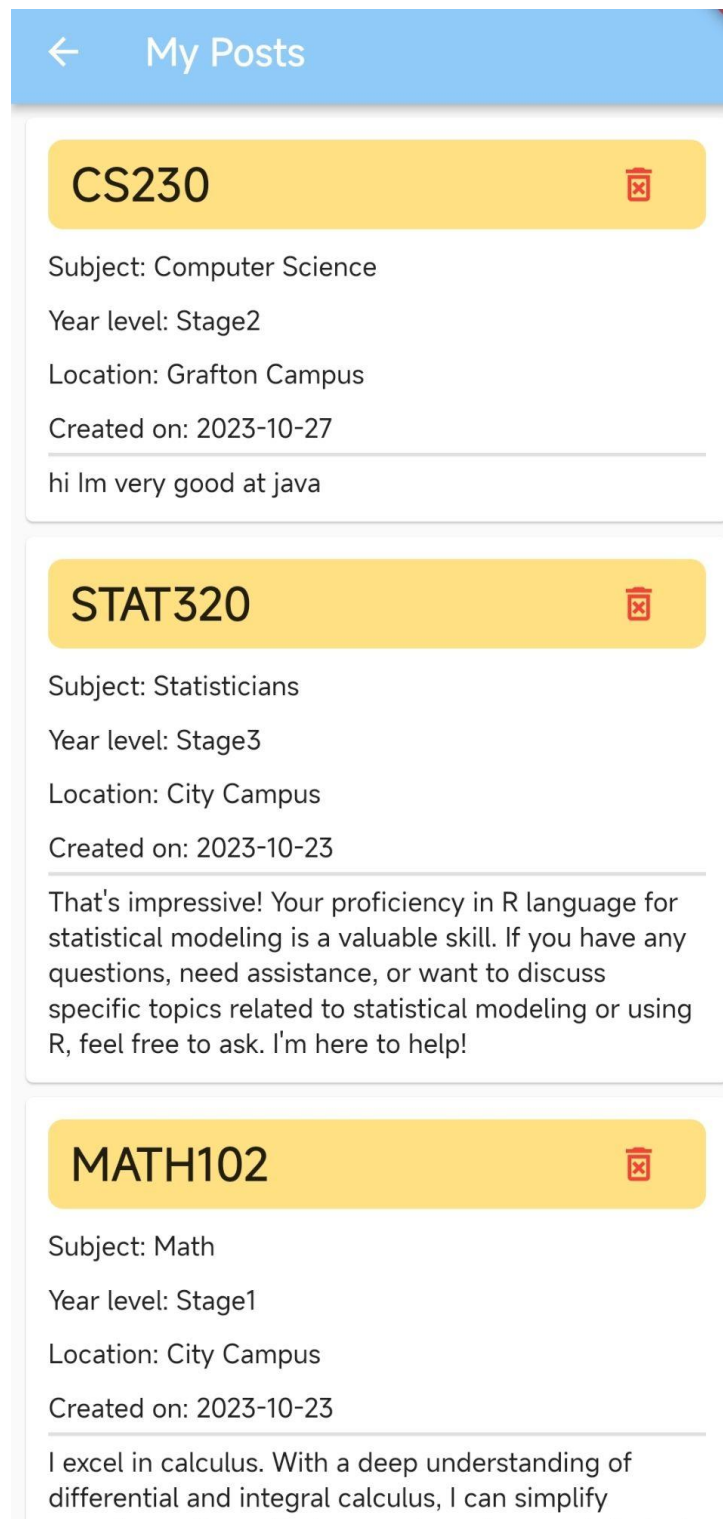 My Posts
CS230
Subject: Computer Science
Year level: Stage2
Location: Grafton Campus
Created on: 2023-10-27
hi Im very good at java
STAT320
Subject: Statisticians
Year level: Stage3
Location: City Campus
Created on: 2023-10-23
That's impressive! Your proficiency in R language for
statistical modeling is a valuable skill. If you have any
questions, need assistance, or want to discuss
specific topics related to statistical modeling or using
R, feel free to ask. I'm here to help!
MATH102
Subject: Math
Year level: Stage1
Location: City Campus
Created on: 2023-10-23
I excel in calculus. With a deep understanding of
differential and integral calculus, I can simplify